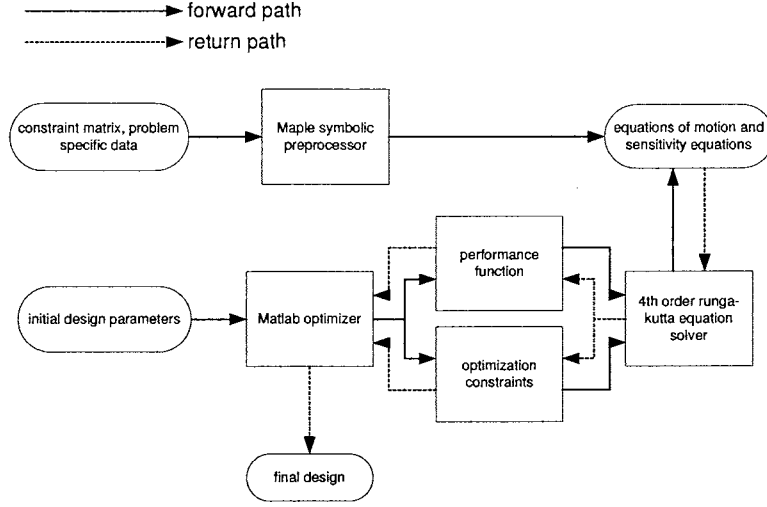 forward path
return path
constraint matrix, problem
specific data
Maple symbolic
preprocessor
equations of motion and
sensitivity equations
performance
function
initial design parameters
Matlab optimizer
4th order runga-
kutta equation
solver
optimization
constraints
final design